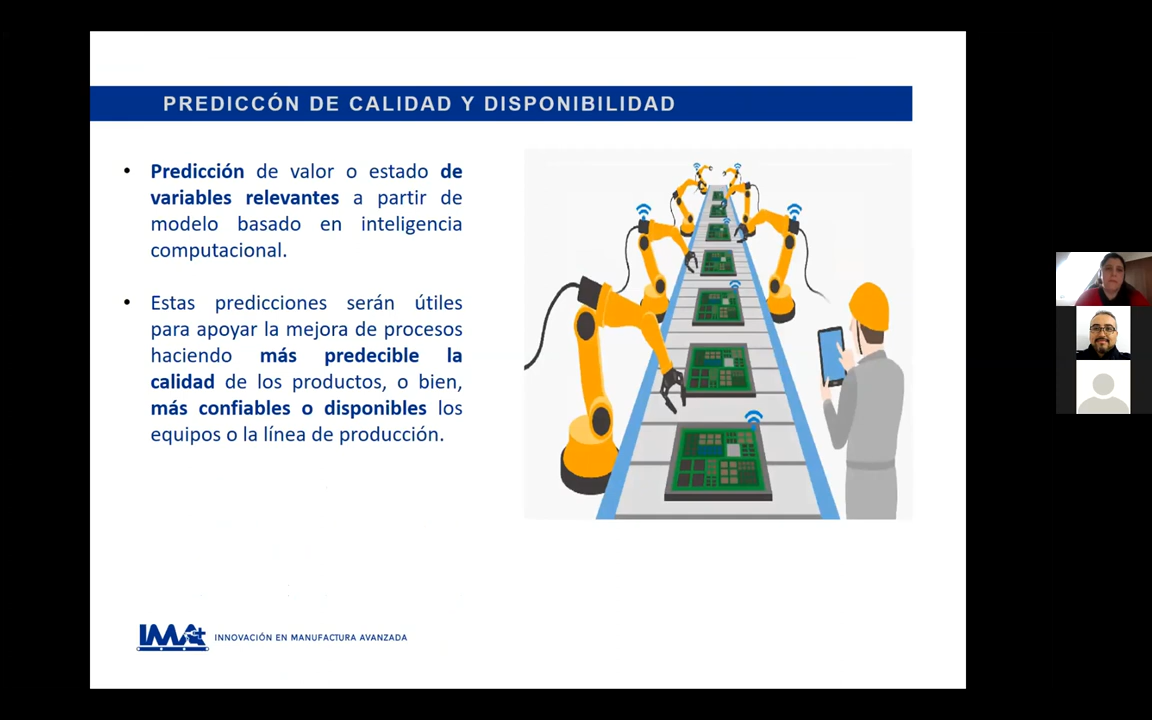 PREDICCÓN DE CALIDAD Y DISPONIBILIDAD
• Predicción de valor o estado de
variables relevantes a partir de
modelo basado en inteligencia
computacional.
• Estas predicciones serán útiles
para apoyar la mejora de procesos
haciendo más predecible la
calidad de los productos, o bien,
más confiables o disponibles los
equipos o la línea de producción.
IMA+ INNOVACIÓN EN MANUFACTURA AVANZADA